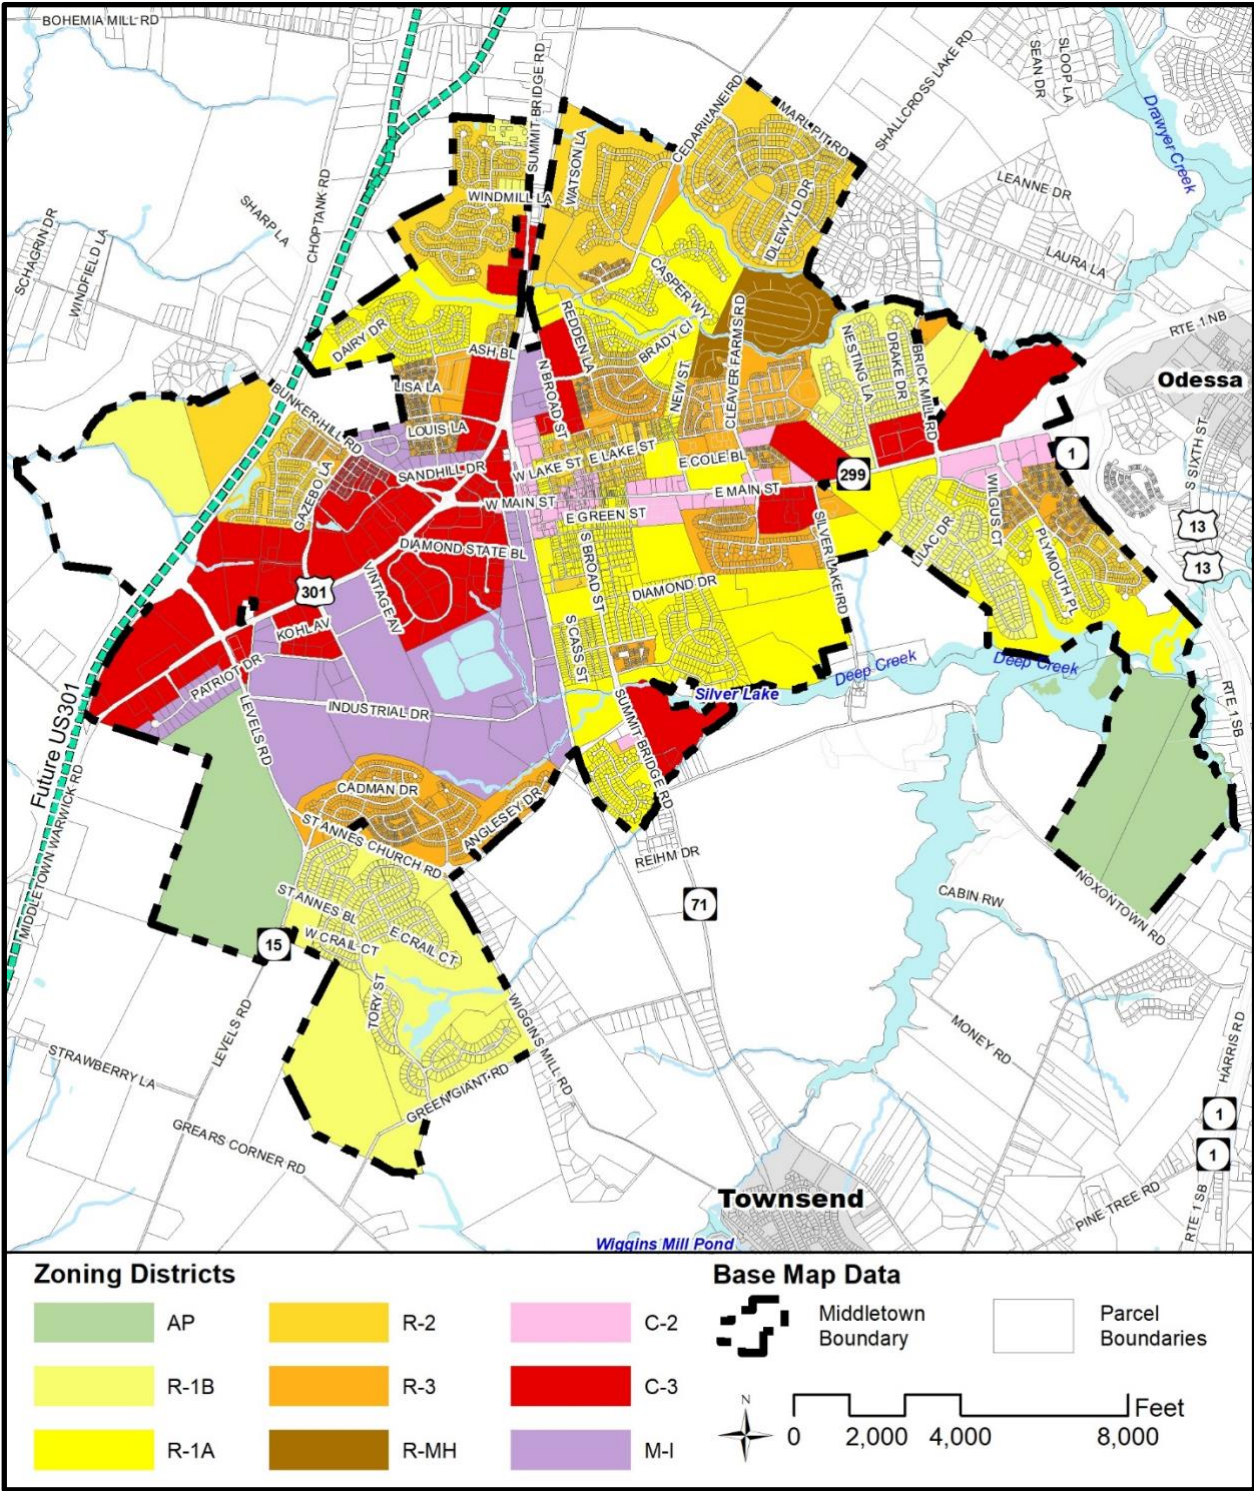 BOHEMIA MILL RD
SUMMIT BRIDGE RD
SHALLCROSS LAKE RD
SEAN DR
SLOOP LA
CEDAR LANE RD
MARL PIT RD
Drawyer Creek
WATSON LA
CHOPTANK RD
LEANNE DR
SHARP LA
WINDMILL LA
IDLEWYLD DR
SCHAGRIN DR
WINDFIELD LA
LAURA LA
CASPER WY
RTE 1 NB
DAIRY DR
REDDEN LA
BRADY CI
CLEAVER FARMS RD
NESTING LA
DRAKE DR
BRICK MILL RD
ASH BL
N BROAD ST
NEW ST
Odessa
LISA LA
BUNKER HILL RD
LOUIS LA
S SIXTH ST
GAZEBO LA
SANDHILL DR
W LAKE ST
E LAKE ST
E COLE BL
1
299
W MAIN ST
E MAIN ST
WILGUS CT
E GREEN ST
SILVER LAKE RD
13
LILAC DR
DIAMOND STATE BL
S BROAD ST
PLYMOUTH PL
13
VINTAGE AV
301
DIAMOND DR
KOHL AV
S CASS ST
PATRIOT DR
Deep Creek
Deep Creek
Silver Lake
INDUSTRIAL DR
LEVELS RD
SUMMIT BRIDGE RD
RTE 1 SB
Future US301
MIDDLETOWN WARWICK RD
CADMAN DR
ANGLESEY DR
ST ANNES CHURCH RD
REIHM DR
ST ANNES BL
CABIN RW
NOXONTOWN RD
71
W CRAIL CT
E CRAIL CT
15
TORY ST
WIGGINS MILL RD
LEVELS RD
MONEY RD
HARRIS RD
STRAWBERRY LA
GREEN GIANT RD
1
GREARS CORNER RD
1
Townsend
PINE TREE RD
RTE 1 SB
Wiggins Mill Pond
Zoning Districts
AP
R-1B
R-1A
R-2
R-3
R-MH
C-2
C-3
M-I
Base Map Data
Middletown
Boundary
Parcel
Boundaries
N
Feet
0 2,000 4,000 8,000